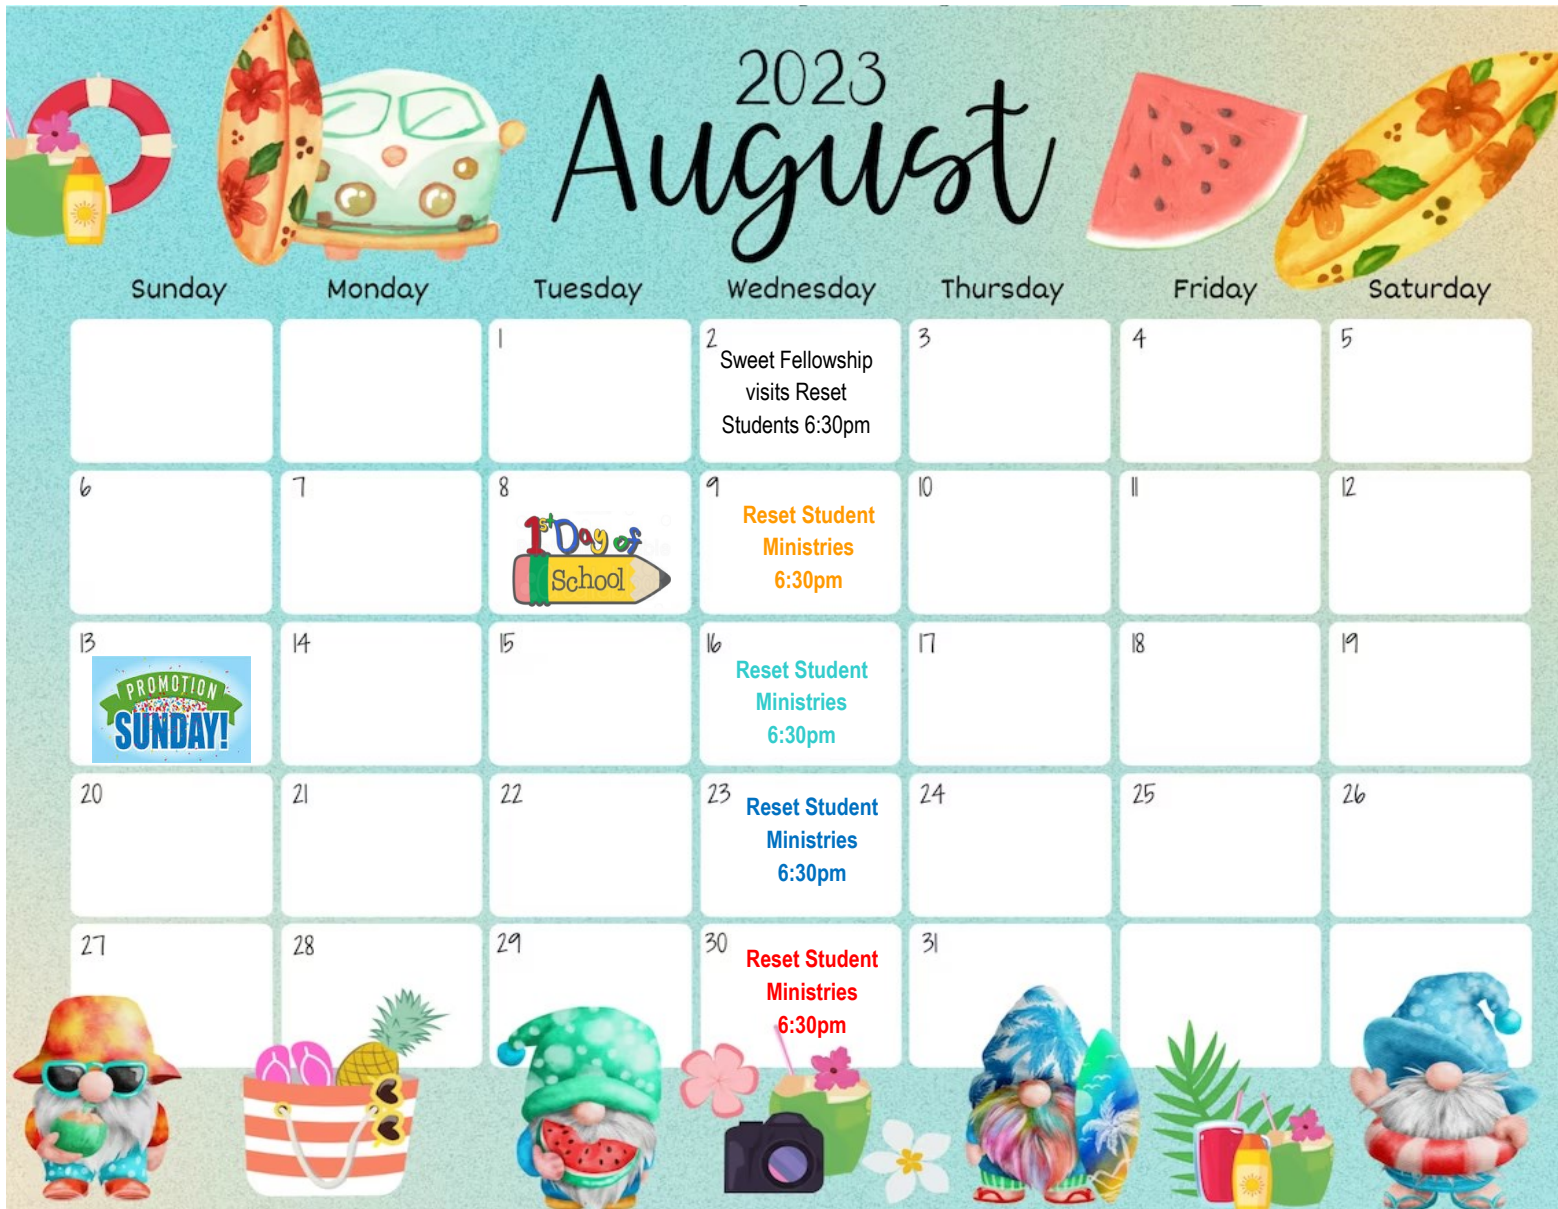 2023
August
Sunday Monday Tuesday Wednesday Thursday Friday Saturday
1 2 3 4 5
Sweet Fellowship
visits Reset
Students 6:30pm
6 7 8 9 10 11 12
1st Day of
School
Reset Student
Ministries
6:30pm
13 14 15 16 17 18 19
PROMOTION
SUNDAY!
Reset Student
Ministries
6:30pm
20 21 22 23 24 25 26
Reset Student
Ministries
6:30pm
27 28 29 30 31
Reset Student
Ministries
6:30pm